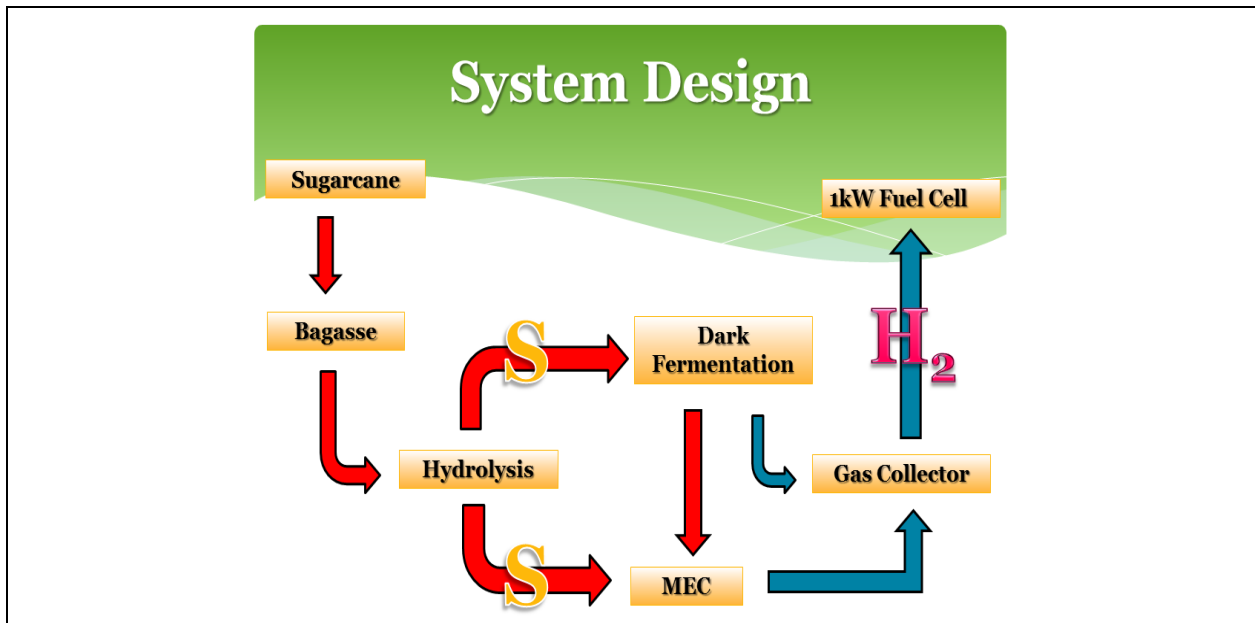 System Design
Sugarcane
1kW Fuel Cell
Bagasse
S
Dark
Fermentation
H₂
Hydrolysis
Gas Collector
S
MEC